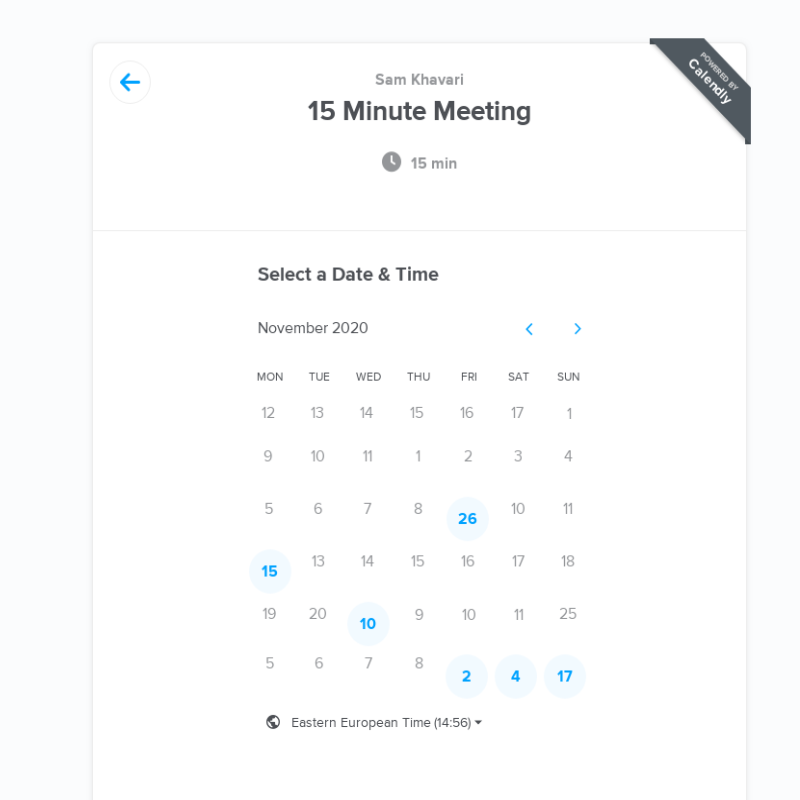 POWERED BY
Calendly
Sam Khavari
15 Minute Meeting
15 min
Select a Date & Time
November 2020
MON TUE WED THU FRI SAT SUN
12 13 14 15 16 17 1
9 10 11 1 2 3 4
5 6 7 8 26 10 11
15 13 14 15 16 17 18
19 20 10 9 10 11 25
5 6 7 8 2 4 17
Eastern European Time (14:56)